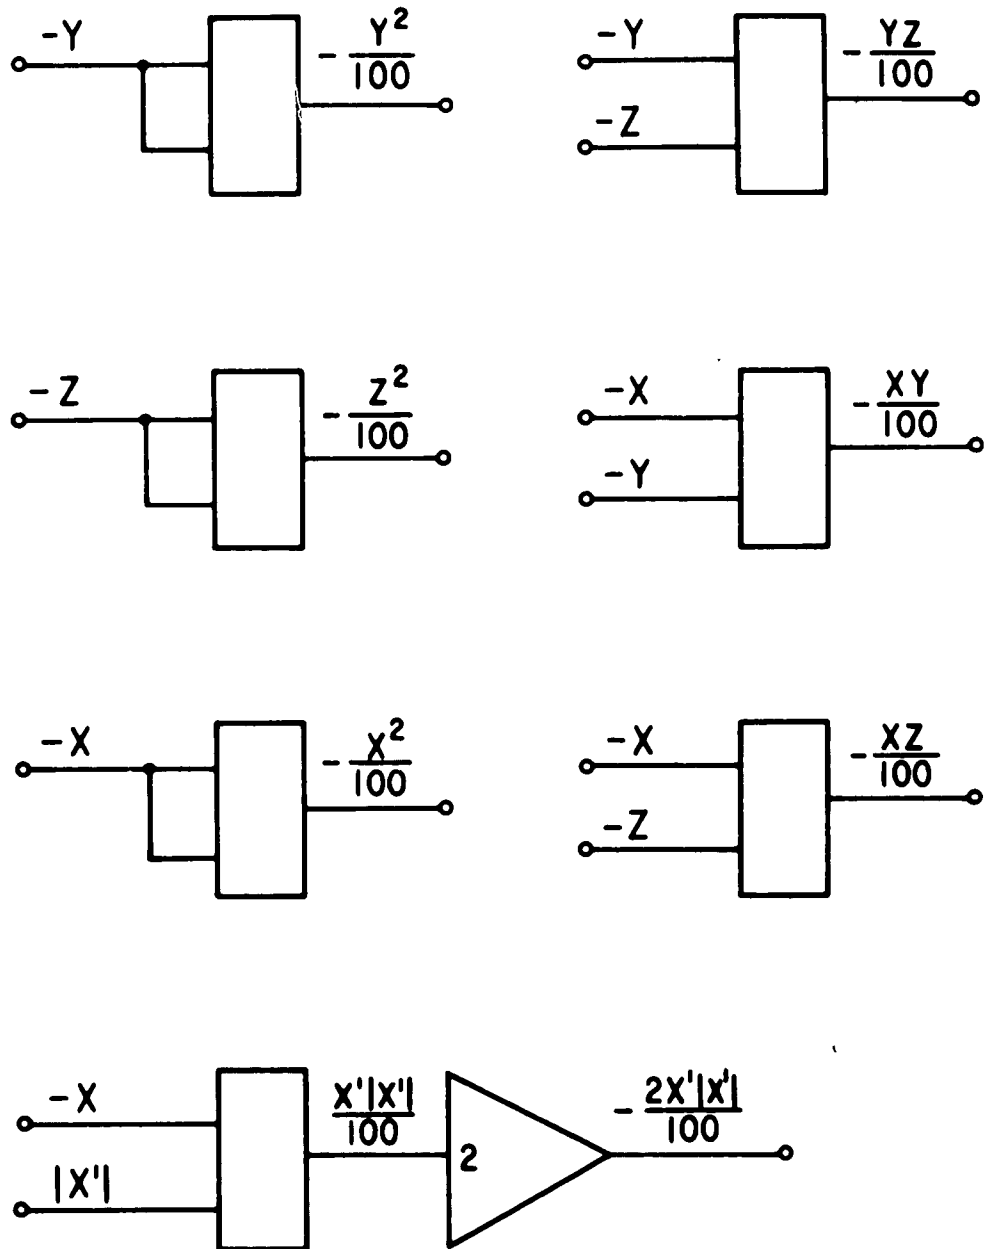 -Y
- Y²/100
-Y
-Z
- YZ/100
-Z
- Z²/100
-X
-Y
- XY/100
-X
- X²/100
-X
-Z
- XZ/100
-X
|X'|
X'|X'|/100
2
- 2X'|X'|/100